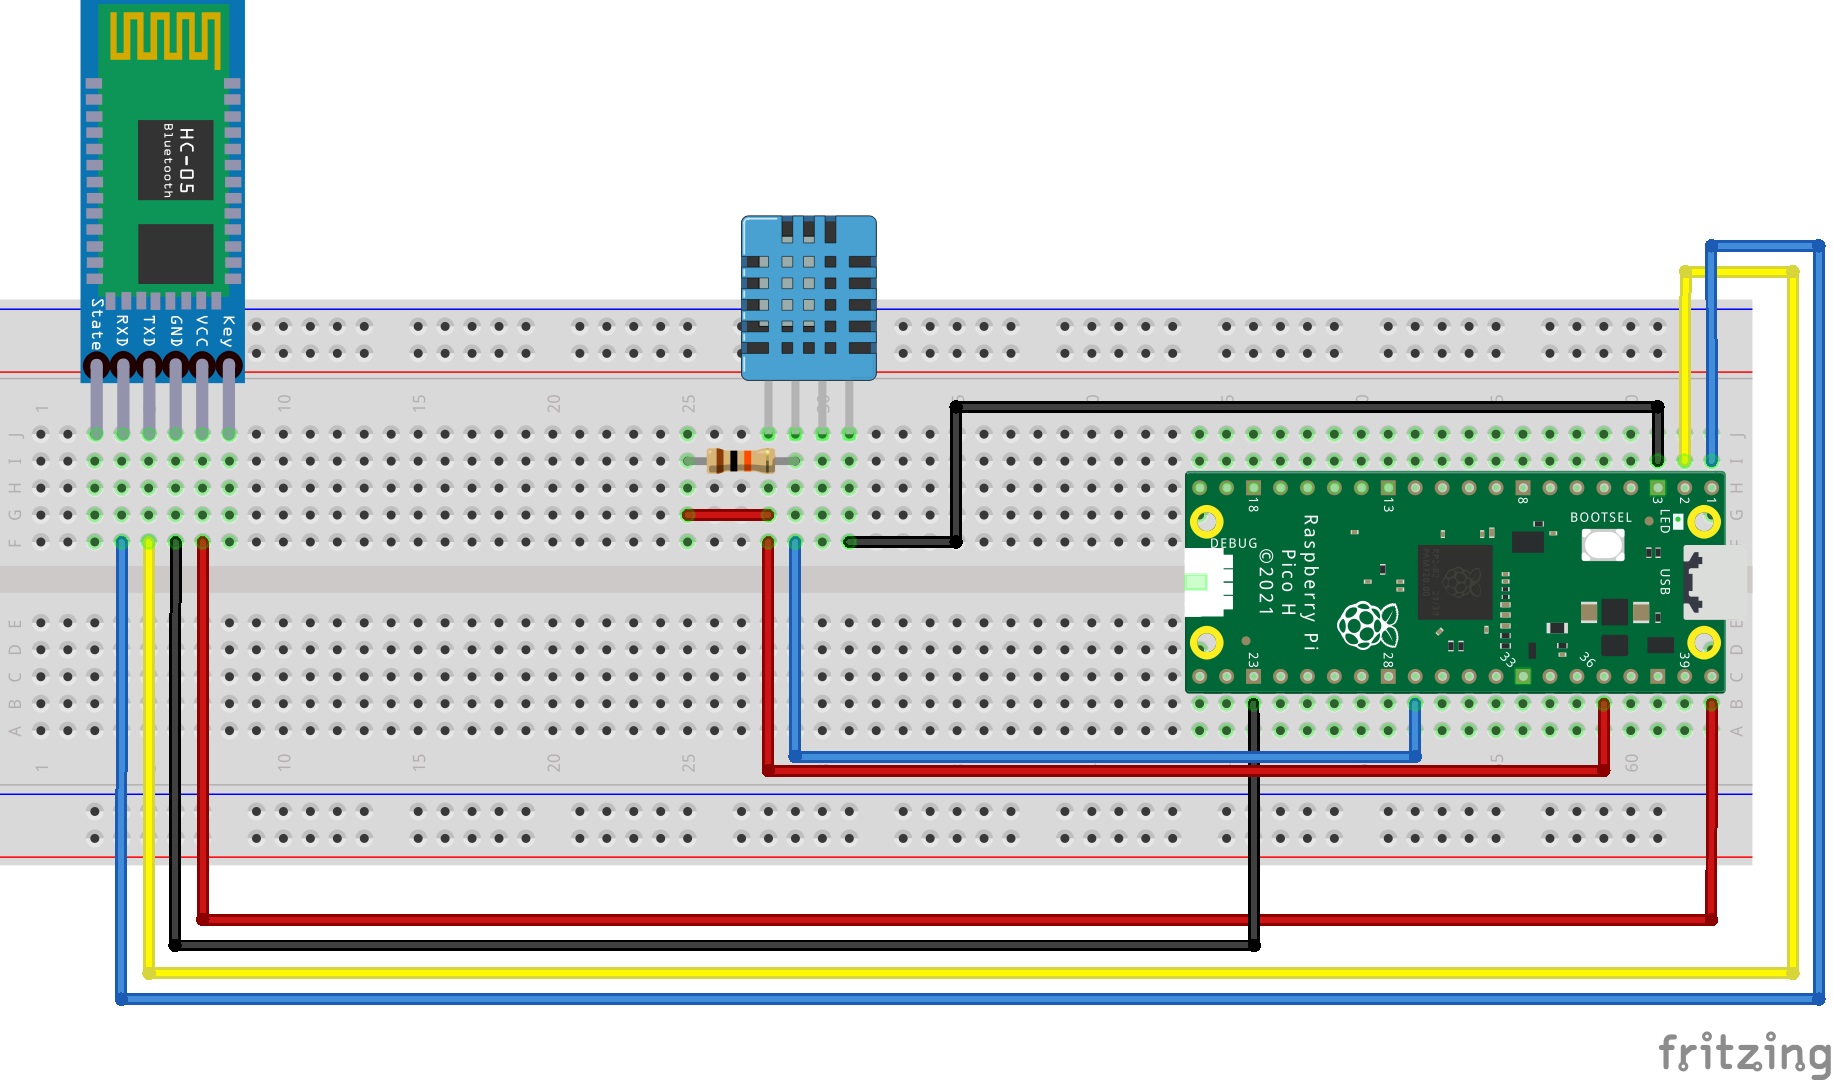 HC-05
Bluetooth
State
RXD
TXD
GND
VCC
Key
1
10
15
20
25
J
I
H
G
F
E
D
C
B
A
1
10
15
20
25
60
J
I
H
G
F
E
D
C
B
A
18
13
8
3
2
1
LED
BOOTSEL
DEBUG
USB
Raspberry Pi
Pico H
©2021
23
28
33
36
39
fritzing